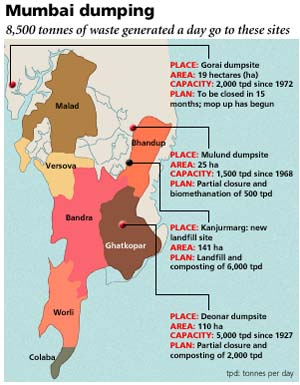 Mumbai dumping
8,500 tonnes of waste generated a day go to these sites
PLACE: Gorai dumpsite
AREA: 19 hectares (ha)
CAPACITY: 2,000 tpd since 1972
PLAN: To be closed in 15
months; mop up has begun
Malad
Bhandup
Versova
PLACE: Mulund dumpsite
AREA: 25 ha
CAPACITY: 1,500 tpd since 1968
PLAN: Partial closure and
biomethanation of 500 tpd
Bandra
Ghatkopar
PLACE: Kanjurmarg: new
landfill site
AREA: 141 ha
PLAN: Landfill and
composting of 6,000 tpd
Worli
Colaba
PLACE: Deonar dumpsite
AREA: 110 ha
CAPACITY: 5,000 tpd since 1927
PLAN: Partial closure and
composting of 2,000 tpd
tpd: tonnes per day